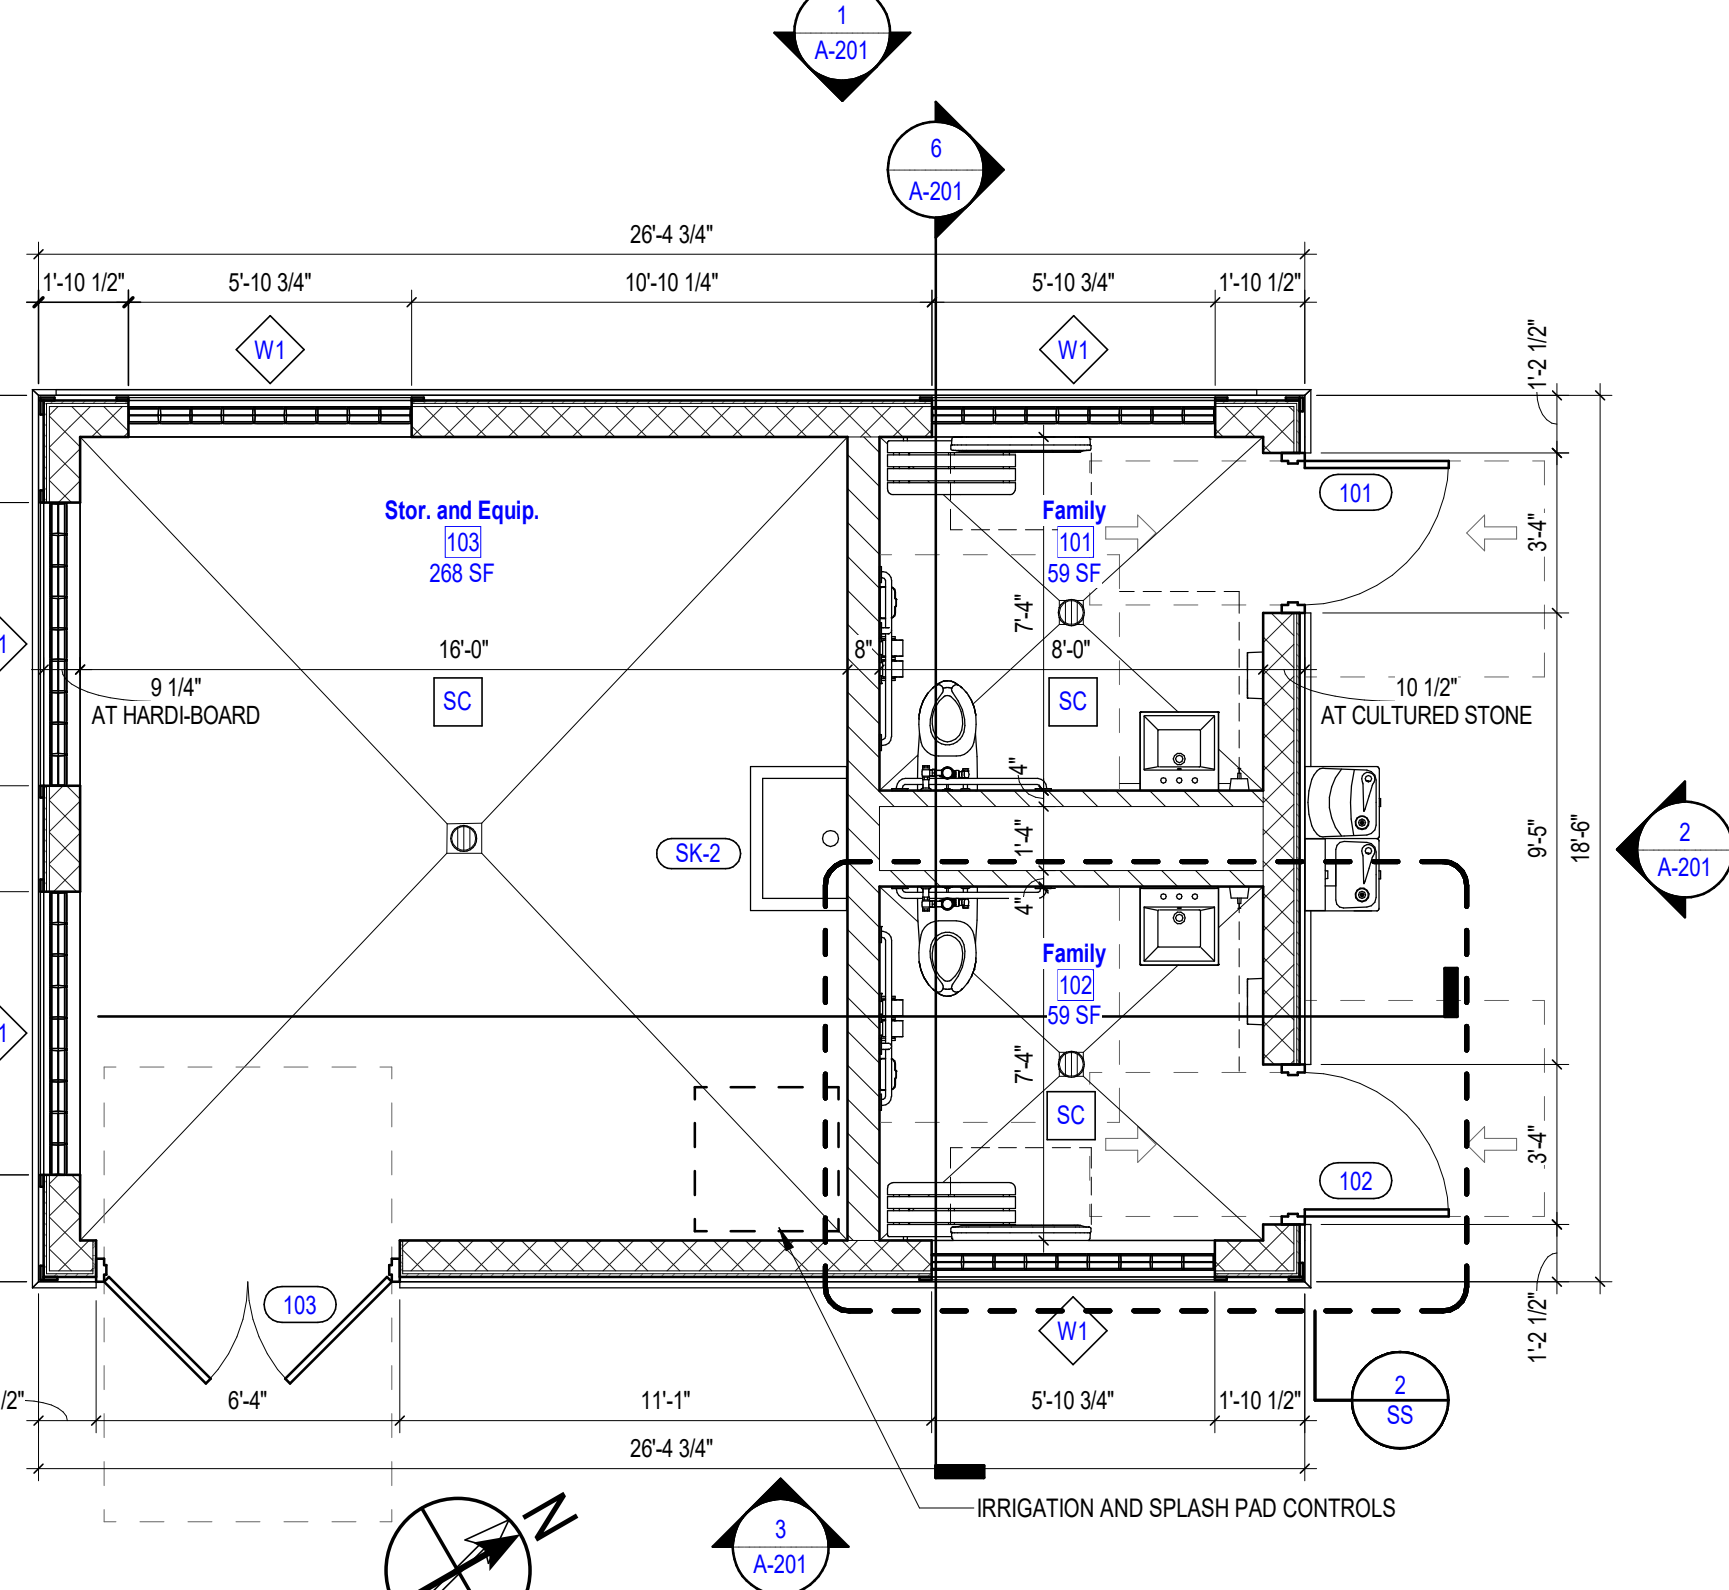 1
A-201
6
A-201
26'-4 3/4"
1'-10 1/2"
5'-10 3/4"
10'-10 1/4"
5'-10 3/4"
1'-10 1/2"
W1
W1
1'-2 1/2"
Stor. and Equip.
103
268 SF
Family
101
59 SF
101
3'-4"
7'-4"
16'-0"
8"
8'-0"
9 1/4"
AT HARDI-BOARD
SC
SC
10 1/2"
AT CULTURED STONE
1
4"
1'-4"
4"
SK-2
9'-5"
18'-6"
2
A-201
Family
102
59 SF
1
7'-4"
SC
3'-4"
102
103
W1
1'-2 1/2"
/2"
6'-4"
11'-1"
5'-10 3/4"
1'-10 1/2"
2
SS
26'-4 3/4"
IRRIGATION AND SPLASH PAD CONTROLS
N
3
A-201